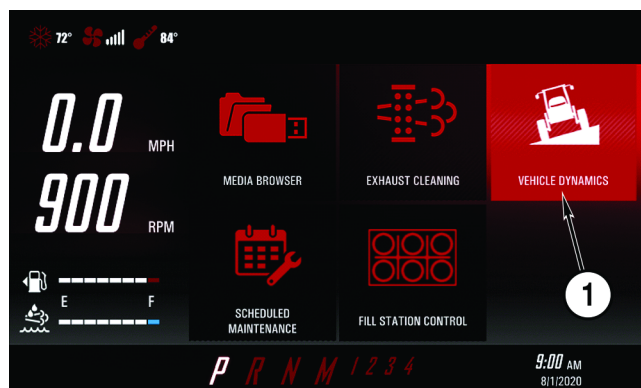 72° 84°
0.0 MPH
900 RPM
E F
MEDIA BROWSER
EXHAUST CLEANING
VEHICLE DYNAMICS
SCHEDULED
MAINTENANCE
FILL STATION CONTROL
1
P R N M 1 2 3 4
9:00 AM
8/1/2020